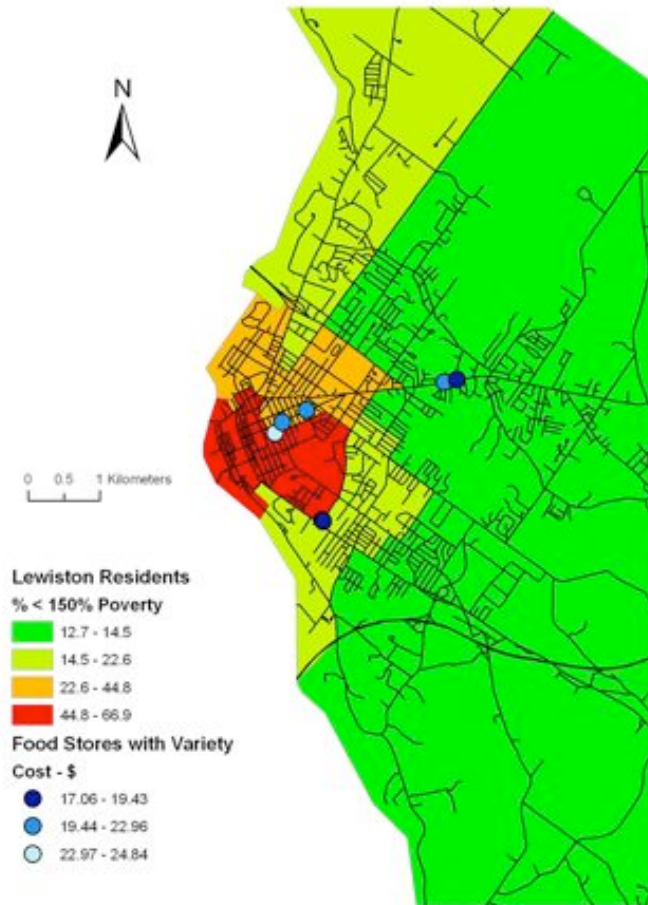 N
0 0.5 1 Kilometers
Lewiston Residents
% < 150% Poverty
12.7 - 14.5
14.5 - 22.6
22.6 - 44.8
44.8 - 66.9
Food Stores with Variety
Cost - $
17.06 - 19.43
19.44 - 22.96
22.97 - 24.84